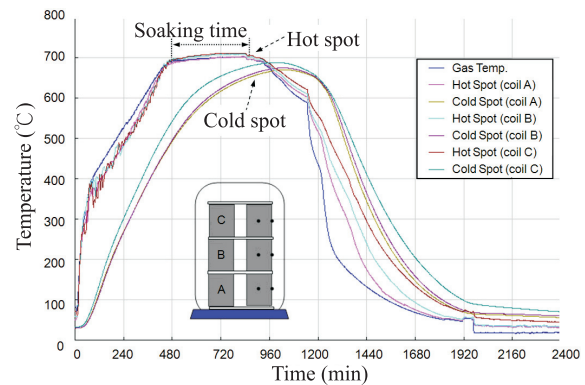 Soaking time
Hot spot
Cold spot
Gas Temp.
Hot Spot (coil A)
Cold Spot (coil A)
Hot Spot (coil B)
Cold Spot (coil B)
Hot Spot (coil C)
Cold Spot (coil C)
Temperature (℃)
800
700
600
500
400
300
200
100
0
C
B
A
0 240 480 720 960 1200 1440 1680 1920 2160 2400
Time (min)